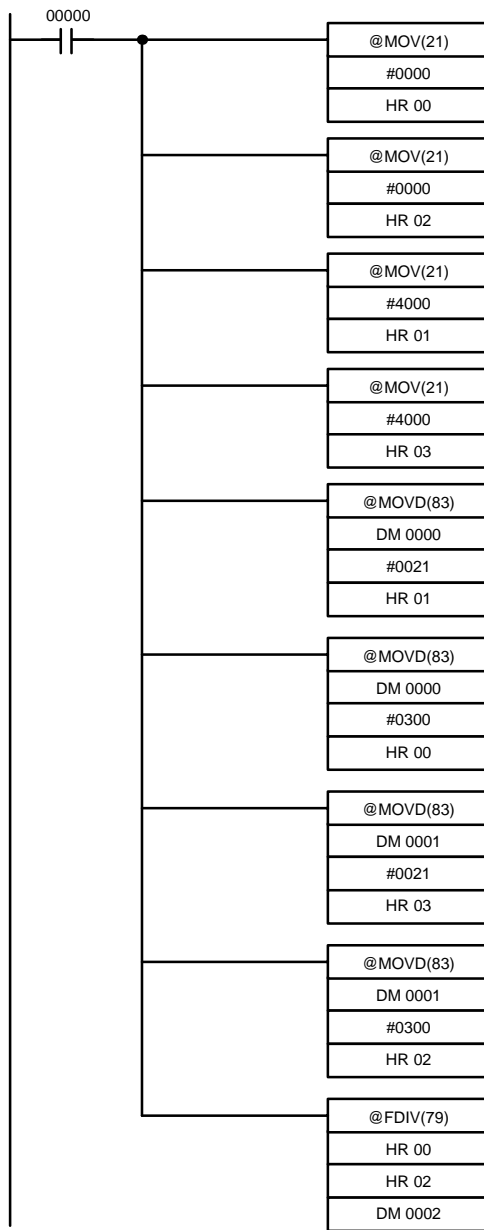 00000
@MOV(21)
#0000
HR 00
@MOV(21)
#0000
HR 02
@MOV(21)
#4000
HR 01
@MOV(21)
#4000
HR 03
@MOVD(83)
DM 0000
#0021
HR 01
@MOVD(83)
DM 0000
#0300
HR 00
@MOVD(83)
DM 0001
#0021
HR 03
@MOVD(83)
DM 0001
#0300
HR 02
@FDIV(79)
HR 00
HR 02
DM 0002